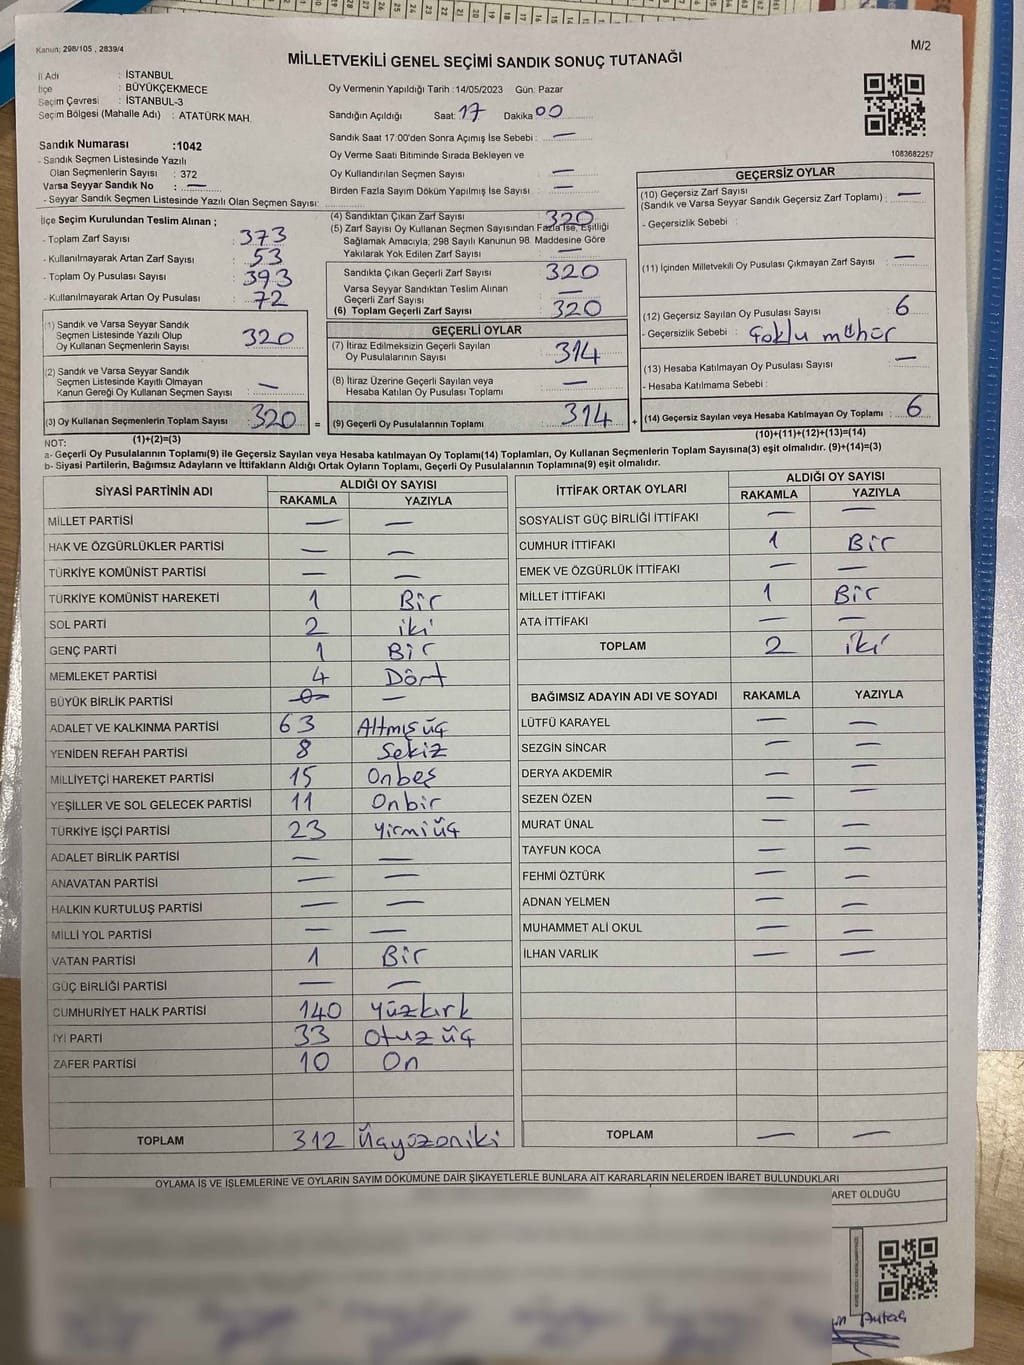 Kanun; 298/105 , 2839/4
M/2
MİLLETVEKİLİ GENEL SEÇİMİ SANDIK SONUÇ TUTANAĞI
İl Adı : İSTANBUL
İlçe : BÜYÜKÇEKMECE
Seçim Çevresi : İSTANBUL-3
Seçim Bölgesi (Mahalle Adı) : ATATÜRK MAH.
Sandık Numarası :1042
- Sandık Seçmen Listesinde Yazılı
Olan Seçmenlerin Sayısı : 372
Varsa Seyyar Sandık No : —
- Seyyar Sandık Seçmen Listesinde Yazılı Olan Seçmen Sayısı:
Oy Vermenin Yapıldığı Tarih :14/05/2023 Gün: Pazar
Sandığın Açıldığı Saat: 17 Dakika: 00
Sandık Saat 17:00'den Sonra Açımış İse Sebebi : —
Oy Verme Saati Bitiminde Sırada Bekleyen ve
Oy Kullandırılan Seçmen Sayısı : —
Birden Fazla Sayım Döküm Yapılmış İse Sayısı : —
1083682257
İlçe Seçim Kurulundan Teslim Alınan ;
- Toplam Zarf Sayısı : 373
- Kullanılmayarak Artan Zarf Sayısı : 53
- Toplam Oy Pusulası Sayısı : 393
- Kullanılmayarak Artan Oy Pusulası : 72
(1) Sandık ve Varsa Seyyar Sandık
Seçmen Listesinde Yazılı Olup
Oy Kullanan Seçmenlerin Sayısı : 320
(2) Sandık ve Varsa Seyyar Sandık
Seçmen Listesinde Kayıtlı Olmayan
Kanun Gereği Oy Kullanan Seçmen Sayısı : —
(3) Oy Kullanan Seçmenlerin Toplam Sayısı : 320 =
(1)+(2)=(3)
(4) Sandıktan Çıkan Zarf Sayısı : 320
(5) Zarf Sayısı Oy Kullanan Seçmen Sayısından Fazla İse, Eşitliği
Sağlamak Amacıyla; 298 Sayılı Kanunun 98. Maddesine Göre
Yakılarak Yok Edilen Zarf Sayısı : —
Sandıkta Çıkan Geçerli Zarf Sayısı : 320
Varsa Seyyar Sandıktan Teslim Alınan
Geçerli Zarf Sayısı : —
(6) Toplam Geçerli Zarf Sayısı : 320
GEÇERLİ OYLAR
(7) İtiraz Edilmeksizin Geçerli Sayılan
Oy Pusulalarının Sayısı : 314
(8) İtiraz Üzerine Geçerli Sayılan veya
Hesaba Katılan Oy Pusulası Toplamı : —
(9) Geçerli Oy Pusulalarının Toplamı : 314 +
GEÇERSİZ OYLAR
(10) Geçersiz Zarf Sayısı
(Sandık ve Varsa Seyyar Sandık Geçersiz Zarf Toplamı) : —
- Geçersizlik Sebebi :
(11) İçinden Milletvekili Oy Pusulası Çıkmayan Zarf Sayısı : —
(12) Geçersiz Sayılan Oy Pusulası Sayısı : 6
- Geçersizlik Sebebi : Çoklu mühür
(13) Hesaba Katılmayan Oy Pusulası Sayısı : —
- Hesaba Katılmama Sebebi :
(14) Geçersiz Sayılan veya Hesaba Katılmayan Oy Toplamı : 6
(10)+(11)+(12)+(13)=(14)
NOT:
a- Geçerli Oy Pusulalarının Toplamı(9) ile Geçersiz Sayılan veya Hesaba katılmayan Oy Toplamı(14) Toplamları, Oy Kullanan Seçmenlerin Toplam Sayısına(3) eşit olmalıdır. (9)+(14)=(3)
b- Siyasi Partilerin, Bağımsız Adayların ve İttifakların Aldığı Ortak Oyların Toplamı, Geçerli Oy Pusulalarının Toplamına(9) eşit olmalıdır.
SİYASİ PARTİNİN ADI ALDIĞI OY SAYISI
RAKAMLA YAZIYLA
MİLLET PARTİSİ — —
HAK VE ÖZGÜRLÜKLER PARTİSİ — —
TÜRKİYE KOMÜNİST PARTİSİ — —
TÜRKİYE KOMÜNİST HAREKETİ 1 Bir
SOL PARTİ 2 iki
GENÇ PARTİ 1 Bir
MEMLEKET PARTİSİ 4 Dört
BÜYÜK BİRLİK PARTİSİ 0 —
ADALET VE KALKINMA PARTİSİ 63 Altmışüç
YENİDEN REFAH PARTİSİ 8 Sekiz
MİLLİYETÇİ HAREKET PARTİSİ 15 Onbeş
YEŞİLLER VE SOL GELECEK PARTİSİ 11 Onbir
TÜRKİYE İŞÇİ PARTİSİ 23 Yirmiüç
ADALET BİRLİK PARTİSİ — —
ANAVATAN PARTİSİ — —
HALKIN KURTULUŞ PARTİSİ — —
MİLLİ YOL PARTİSİ — —
VATAN PARTİSİ 1 Bir
GÜÇ BİRLİĞİ PARTİSİ — —
CUMHURİYET HALK PARTİSİ 140 Yüzkırk
İYİ PARTİ 33 Otuz üç
ZAFER PARTİSİ 10 On
TOPLAM 312 Üçyüzoniki
İTTİFAK ORTAK OYLARI ALDIĞI OY SAYISI
RAKAMLA YAZIYLA
SOSYALİST GÜÇ BİRLİĞİ İTTİFAKI — —
CUMHUR İTTİFAKI 1 Bir
EMEK VE ÖZGÜRLÜK İTTİFAKI — —
MİLLET İTTİFAKI 1 Bir
ATA İTTİFAKI — —
TOPLAM 2 İki
BAĞIMSIZ ADAYIN ADI VE SOYADI RAKAMLA YAZIYLA
LÜTFÜ KARAYEL — —
SEZGİN SİNCAR — —
DERYA AKDEMİR — —
SEZEN ÖZEN — —
MURAT ÜNAL — —
TAYFUN KOCA — —
FEHMİ ÖZTÜRK — —
ADNAN YELMEN — —
MUHAMMET ALİ OKUL — —
İLHAN VARLIK — —
TOPLAM — —
OYLAMA İŞ VE İŞLEMLERİNE VE OYLARIN SAYIM DÖKÜMÜNE DAİR ŞİKAYETLERLE BUNLARA AİT KARARLARIN NELERDEN İBARET BULUNDUKLARI
ARET OLDUĞU